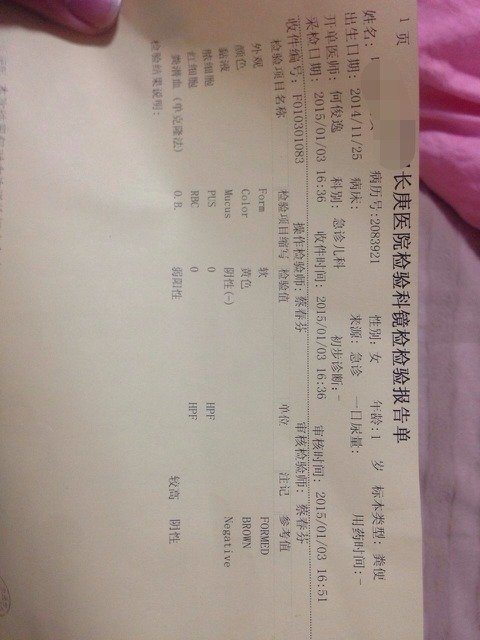 1 页
长庚医院检验科镜检检验报告单
姓名: 病历号:2083921 性别: 女 年龄:1 岁 标本类型: 粪便
出生日期: 2014/11/25 病床: 来源: 急诊 一日尿量: 用药时间:-
开单医师: 何俊逸 科别: 急诊儿科 初步诊断:-
采检日期: 2015/01/03 16:36 收件时间: 2015/01/03 16:36 审核时间: 2015/01/03 16:51
收件编号: F010301083 操作检验师: 蔡春芬 审核检验师: 蔡春芬
检验项目名称 检验项目缩写 检验值 单位 注记 参考值
外观 Form 软 FORMED
颜色 Color 黄色 BROWN
黏液 Mucus 阴性(-) Negative
脓细胞 PUS 0 HPF
红细胞 RBC 0 HPF
粪潜血 (单克隆法) O.B. 弱阳性 较高 阴性
检验结果说明: